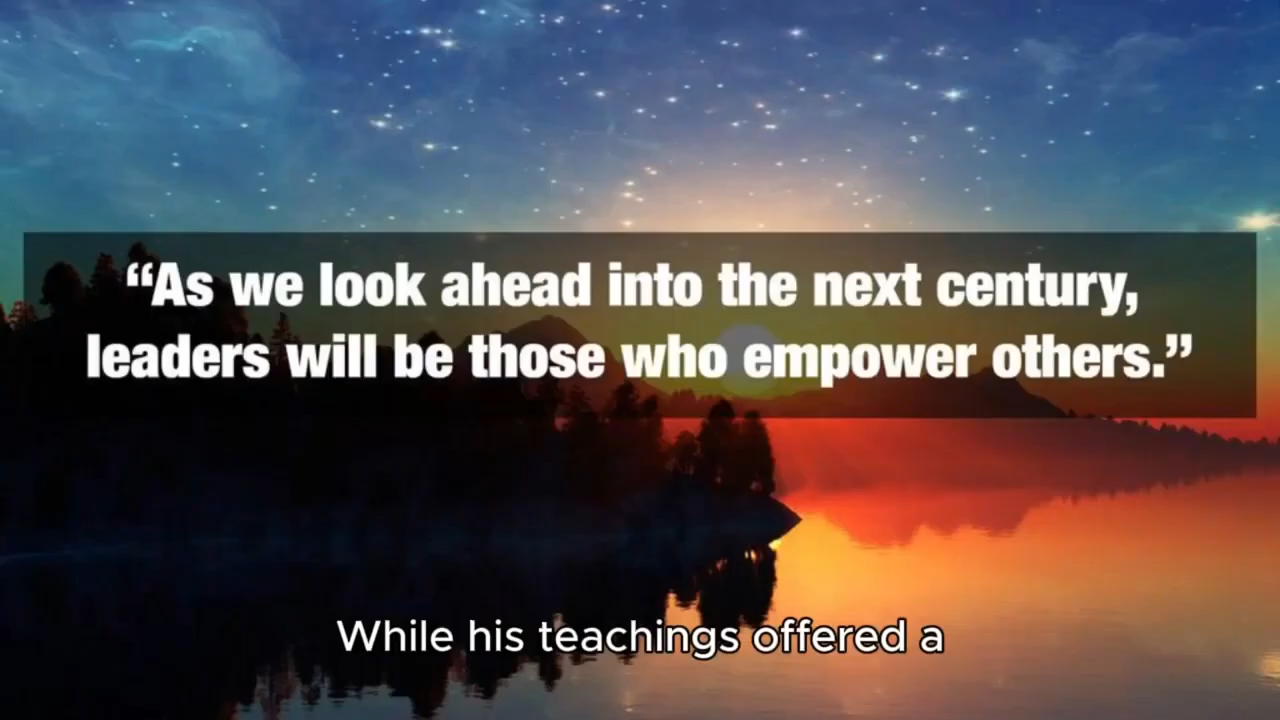 “As we look ahead into the next century,
leaders will be those who empower others.”
While his teachings offered a